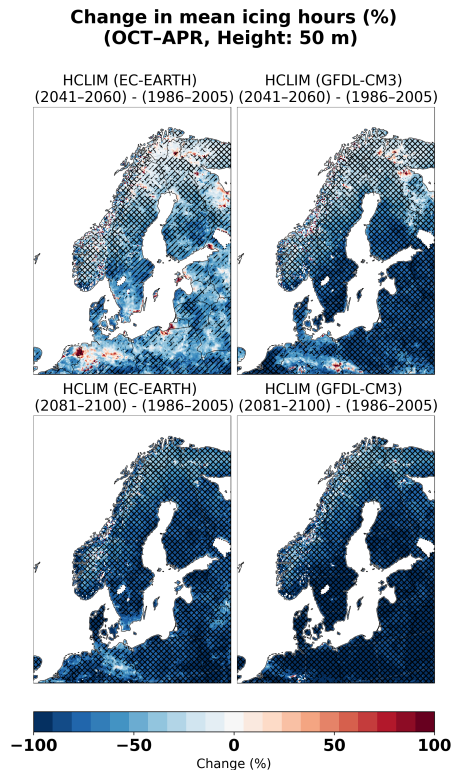 Change in mean icing hours (%)
(OCT–APR, Height: 50 m)
HCLIM (EC-EARTH)
(2041–2060) - (1986–2005)
HCLIM (GFDL-CM3)
(2041–2060) - (1986–2005)
HCLIM (EC-EARTH)
(2081–2100) - (1986–2005)
HCLIM (GFDL-CM3)
(2081–2100) - (1986–2005)
−100 −50 0 50 100
Change (%)